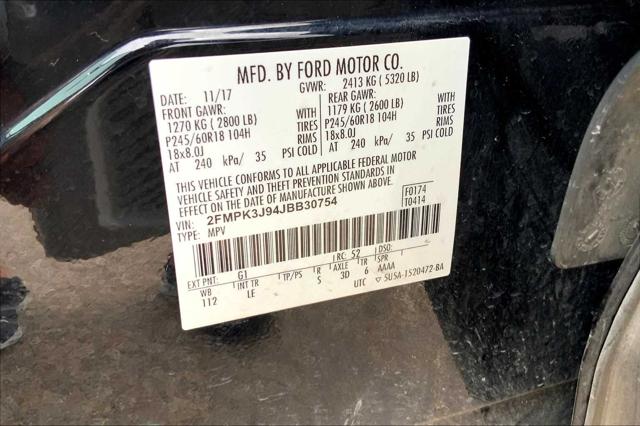 MFD. BY FORD MOTOR CO.
DATE: 11/17 GVWR: 2413 KG ( 5320 LB)
FRONT GAWR: REAR GAWR:
1270 KG ( 2800 LB) WITH 1179 KG ( 2600 LB) WITH
P245/60R18 104H TIRES P245/60R18 104H TIRES
18x8.0J RIMS 18x8.0J RIMS
AT 240 kPa/ 35 PSI COLD AT 240 kPa/ 35 PSI COLD
THIS VEHICLE CONFORMS TO ALL APPLICABLE FEDERAL MOTOR
VEHICLE SAFETY AND THEFT PREVENTION STANDARDS IN
EFFECT ON THE DATE OF MANUFACTURE SHOWN ABOVE.
VIN: 2FMPK3J94JBB30754 F0174
TYPE: MPV T0414
EXT PNT: G1 RC: 52 DSO:
WB INT TR TP/PS R AXLE TR SPR
112 LE S 3D 6 AAAA
UTC ▽ 5U5A-1520472-BA